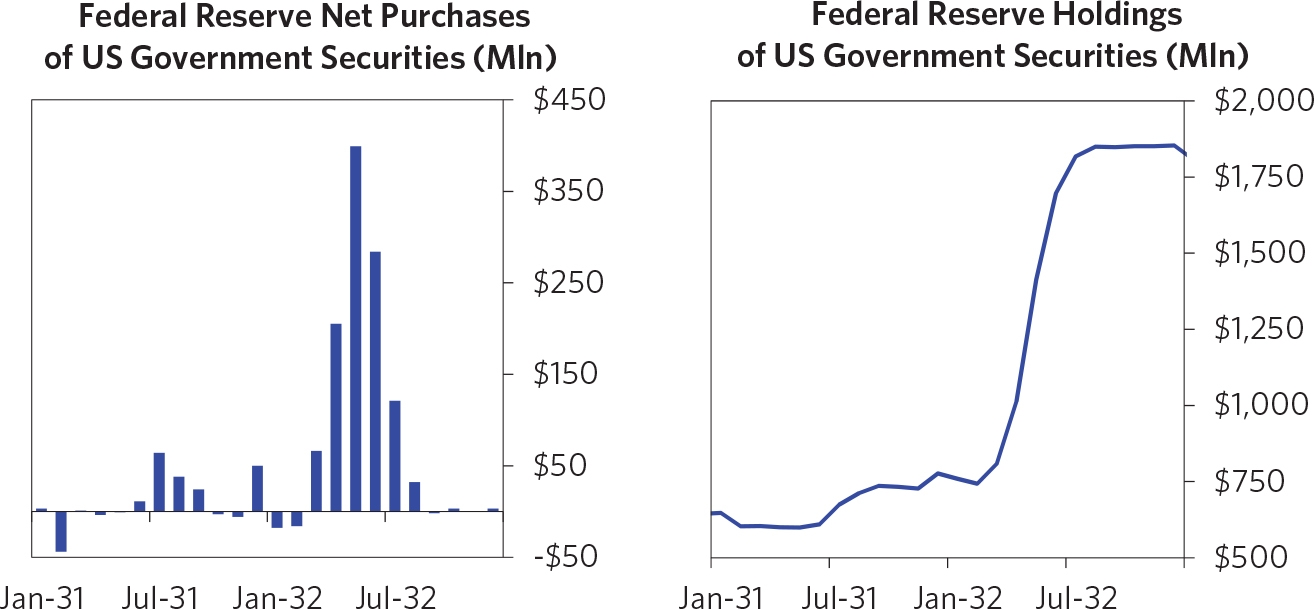 Federal Reserve Net Purchases
of US Government Securities (Mln)
$450
$350
$250
$150
$50
-$50
Jan-31 Jul-31 Jan-32 Jul-32
Federal Reserve Holdings
of US Government Securities (Mln)
$2,000
$1,750
$1,500
$1,250
$1,000
$750
$500
Jan-31 Jul-31 Jan-32 Jul-32